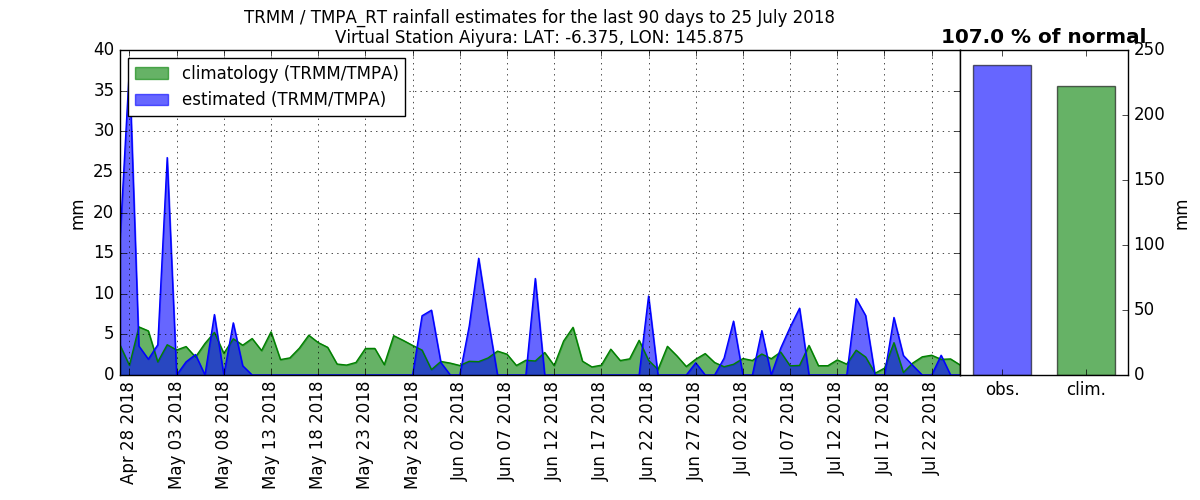 TRMM / TMPA_RT rainfall estimates for the last 90 days to 25 July 2018
Virtual Station Aiyura: LAT: -6.375, LON: 145.875
107.0 % of normal
climatology (TRMM/TMPA)
estimated (TRMM/TMPA)
40
35
30
25
20
15
10
5
0
mm
Apr 28 2018
May 03 2018
May 08 2018
May 13 2018
May 18 2018
May 23 2018
May 28 2018
Jun 02 2018
Jun 07 2018
Jun 12 2018
Jun 17 2018
Jun 22 2018
Jun 27 2018
Jul 02 2018
Jul 07 2018
Jul 12 2018
Jul 17 2018
Jul 22 2018
obs.
clim.
250
200
150
100
50
0
mm